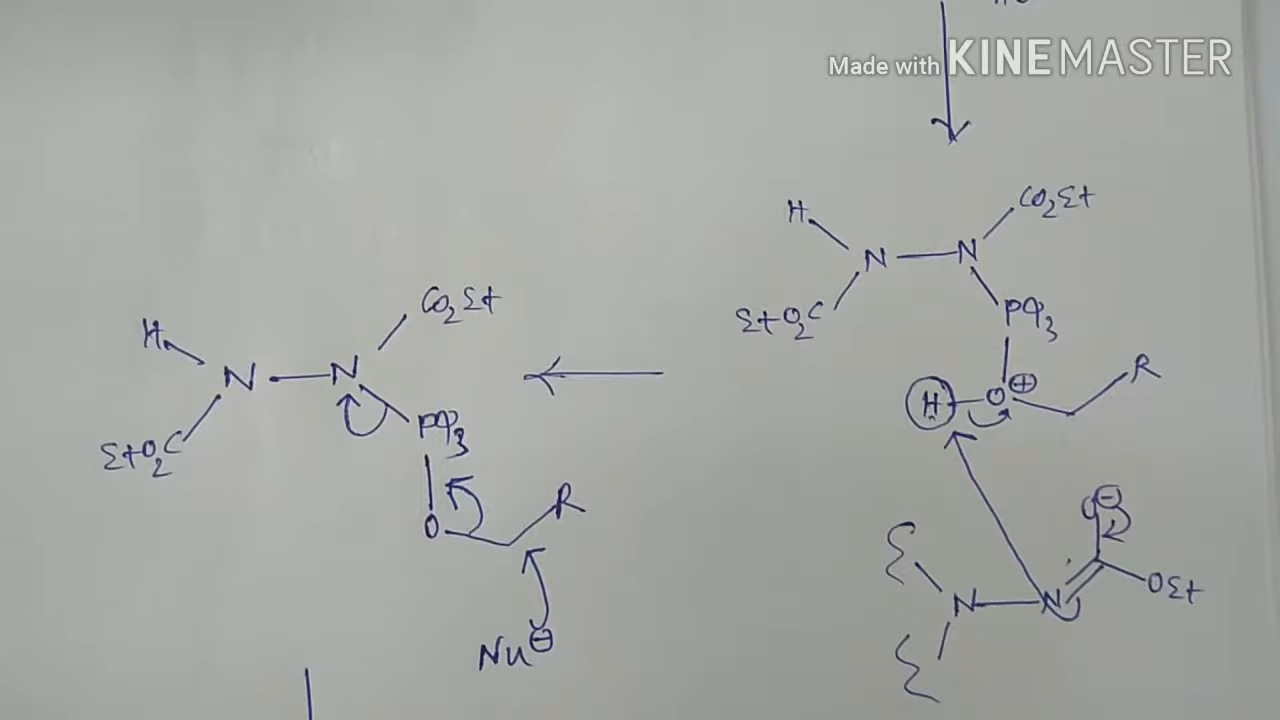 Made with KINEMASTER
H
CO₂Et
N
N
EtO₂C
PΦ₃
H
O
⊕
R
H
CO₂Et
N
N
EtO₂C
PΦ₃
O
R
Nu⊖
O⊖
N
N
OEt